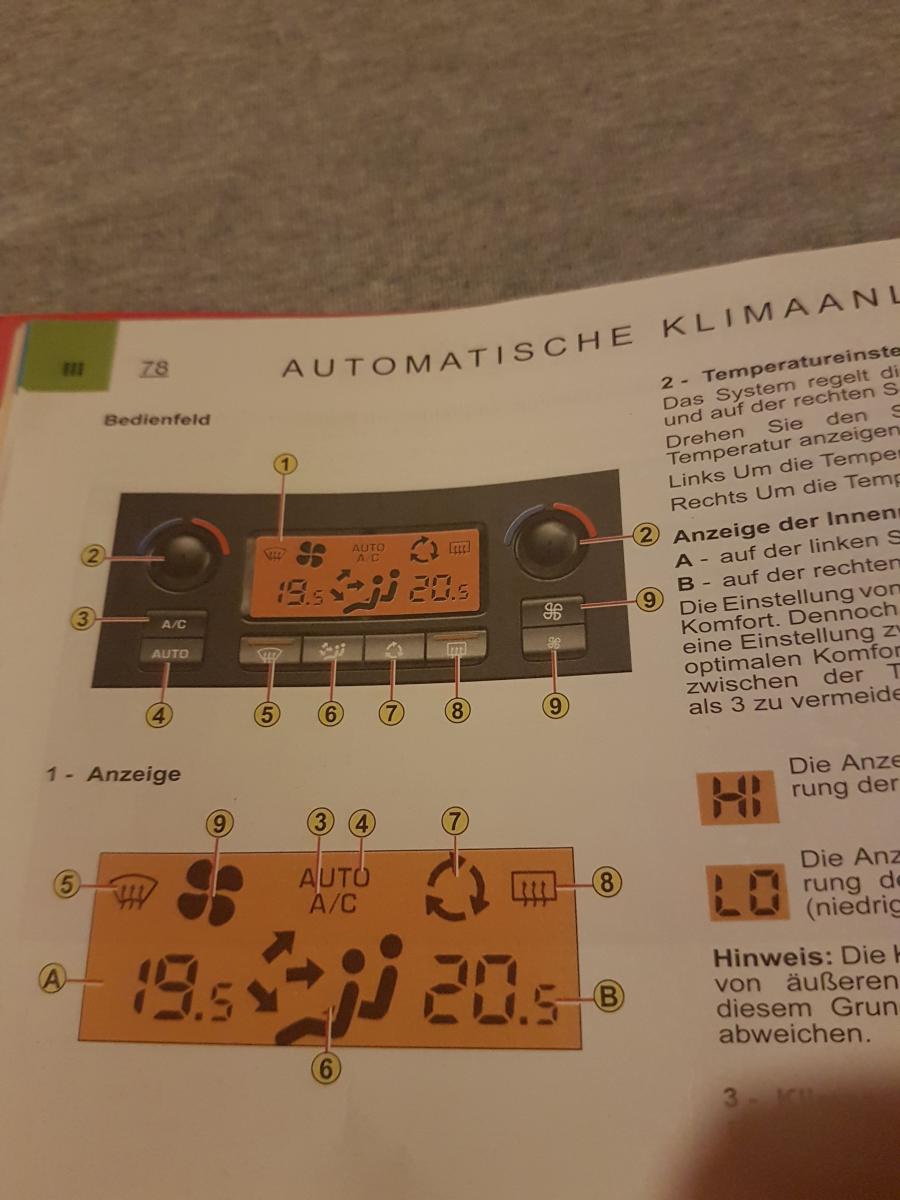 III
78
AUTOMATISCHE KLIMAANL
Bedienfeld
1
2
2
3
9
AUTO
A/C
19.5
20.5
A/C
AUTO
4
5
6
7
8
9
1 - Anzeige
9
3
4
7
5
8
AUTO
A/C
A
19.5
20.5
B
6
2 - Temperatureinste
Das System regelt di
und auf der rechten S
Drehen Sie den S
Temperatur anzeigen
Links Um die Temper
Rechts Um die Temp
Anzeige der Innenr
A - auf der linken S
B - auf der rechten
Die Einstellung von
Komfort. Dennoch
eine Einstellung zw
optimalen Komfor
zwischen der T
als 3 zu vermeide
HI
Die Anze
rung der
LO
Die Anz
rung de
(niedrig
Hinweis: Die K
von äußeren
diesem Grun
abweichen.
3 -